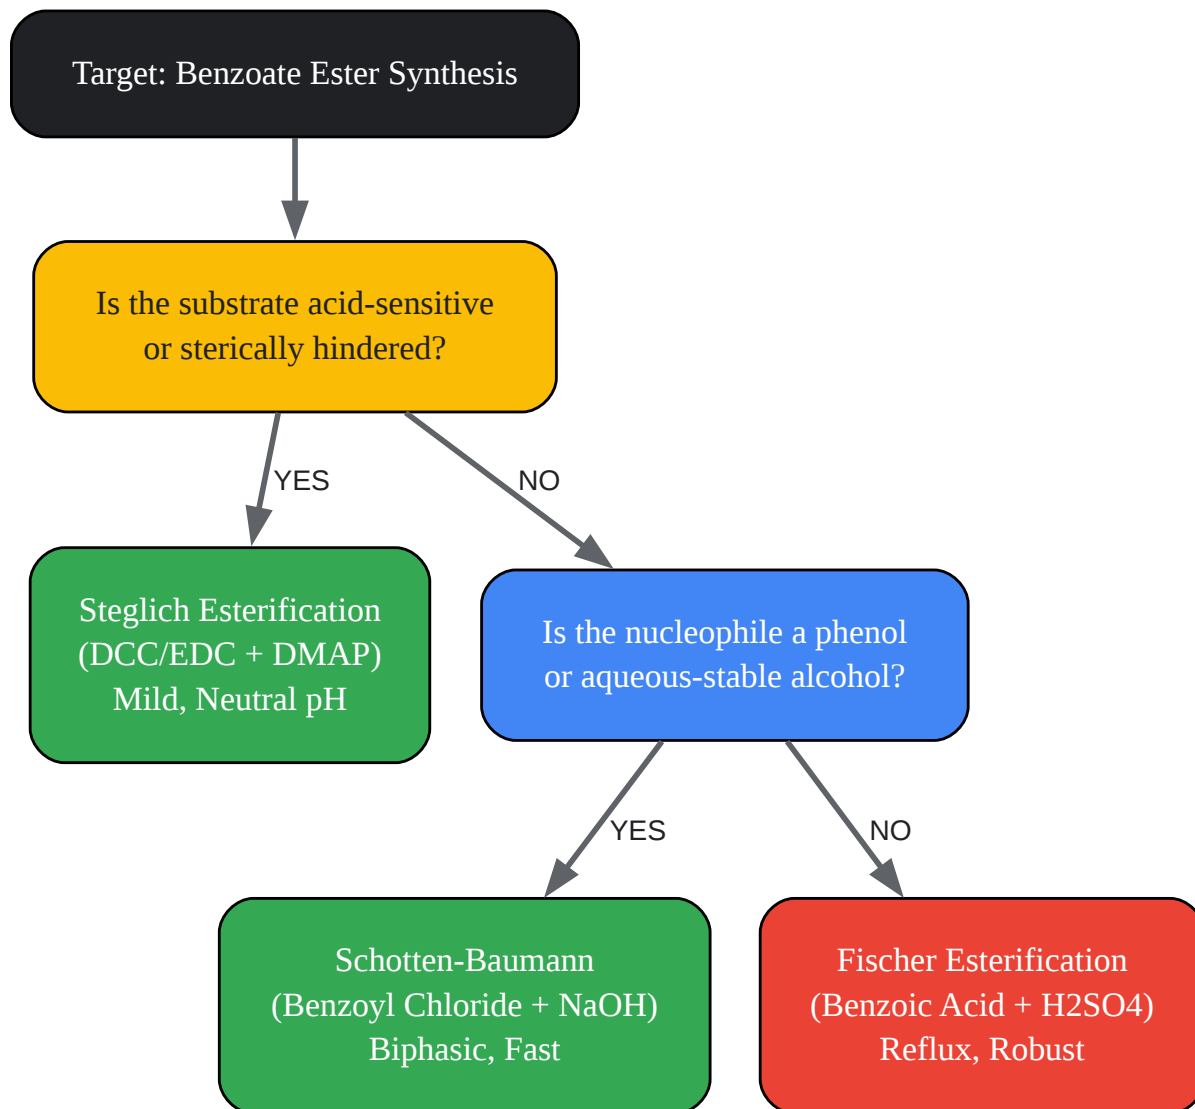 Target: Benzoate Ester Synthesis
Is the substrate acid-sensitive
or sterically hindered?
YES
NO
Steglich Esterification
(DCC/EDC + DMAP)
Mild, Neutral pH
Is the nucleophile a phenol
or aqueous-stable alcohol?
YES
NO
Schotten-Baumann
(Benzoyl Chloride + NaOH)
Biphasic, Fast
Fischer Esterification
(Benzoic Acid + H2SO4)
Reflux, Robust